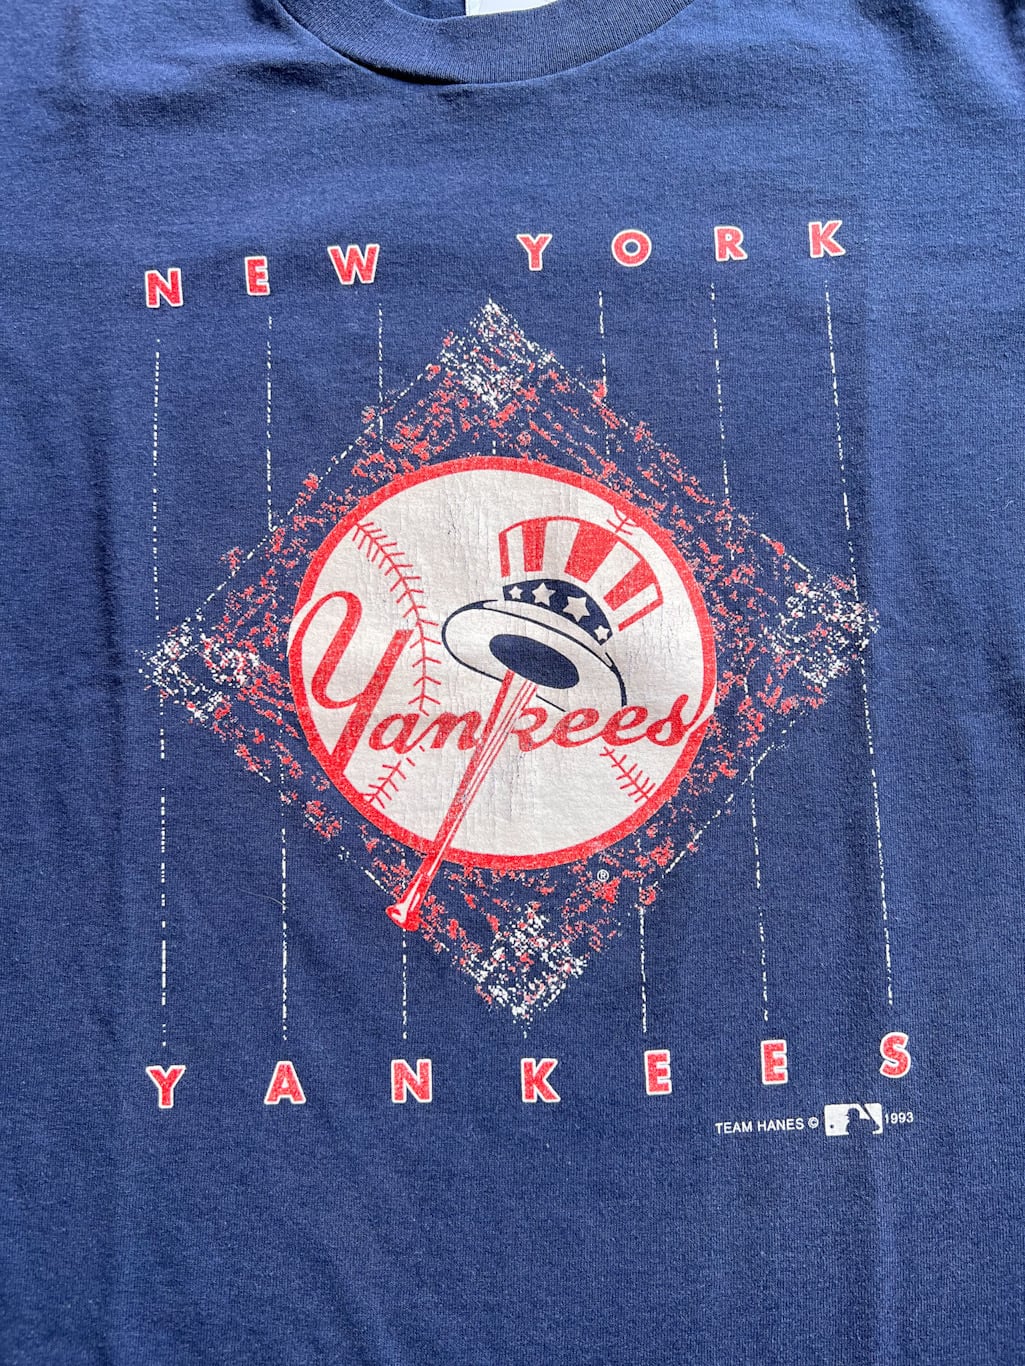 NEW YORK
Yankees
®
YANKEES
TEAM HANES © 1993